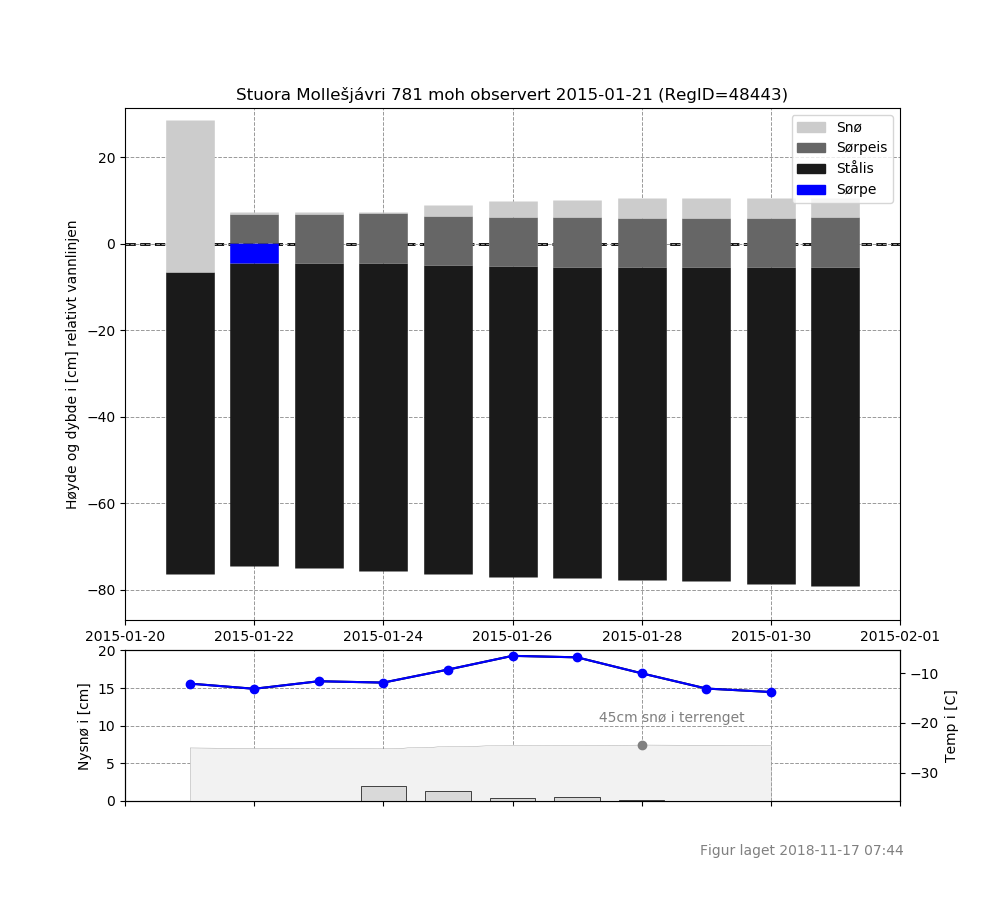 Stuora Mollešjávri 781 moh observert 2015-01-21 (RegID=48443)
Snø
Sørpeis
Stålis
Sørpe
Høyde og dybde i [cm] relativt vannlinjen
20
0
−20
−40
−60
−80
2015-01-20 2015-01-22 2015-01-24 2015-01-26 2015-01-28 2015-01-30 2015-02-01
Nysnø i [cm]
20
15
10
5
0
45cm snø i terrenget
−10
−20
−30
Temp i [C]
Figur laget 2018-11-17 07:44